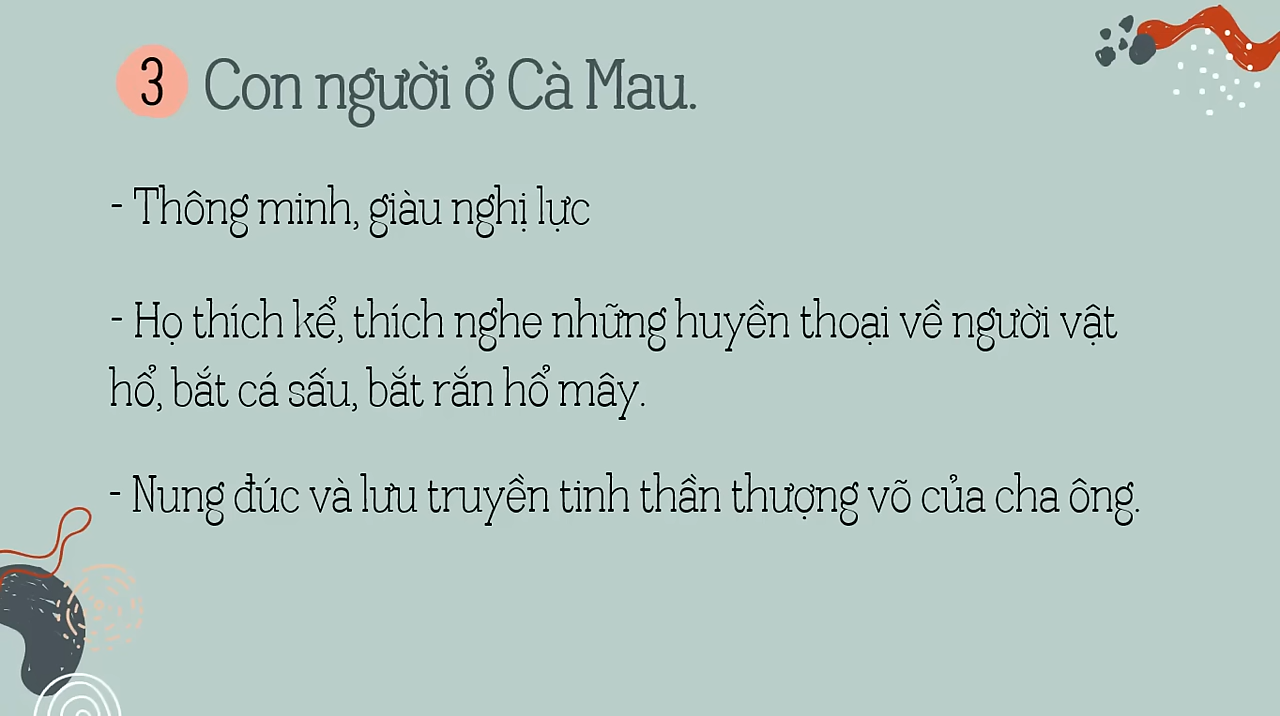 3 Con người ở Cà Mau.
- Thông minh, giàu nghị lực
- Họ thích kể, thích nghe những huyền thoại về người vật
hổ, bắt cá sấu, bắt rắn hổ mây.
- Nung đúc và lưu truyền tinh thần thượng võ của cha ông.